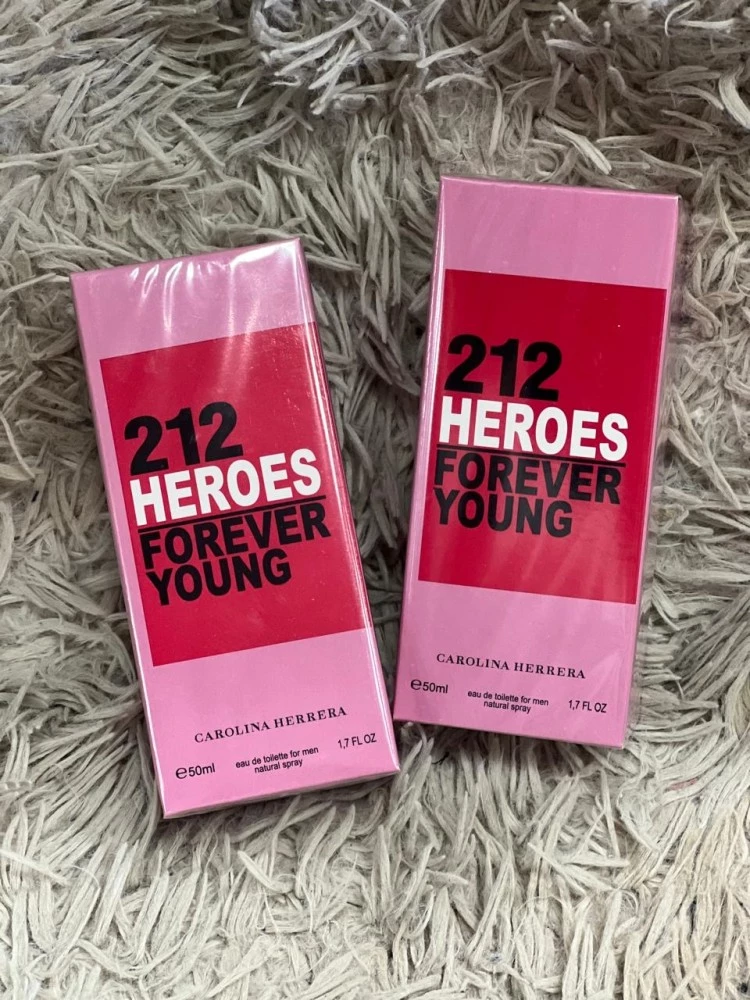 212
HEROES
FOREVER
YOUNG
CAROLINA HERRERA
℮50ml
eau de toilette for men
natural spray
1,7 FL OZ
212
HEROES
FOREVER
YOUNG
CAROLINA HERRERA
℮50ml
eau de toilette for men
natural spray
1,7 FL OZ